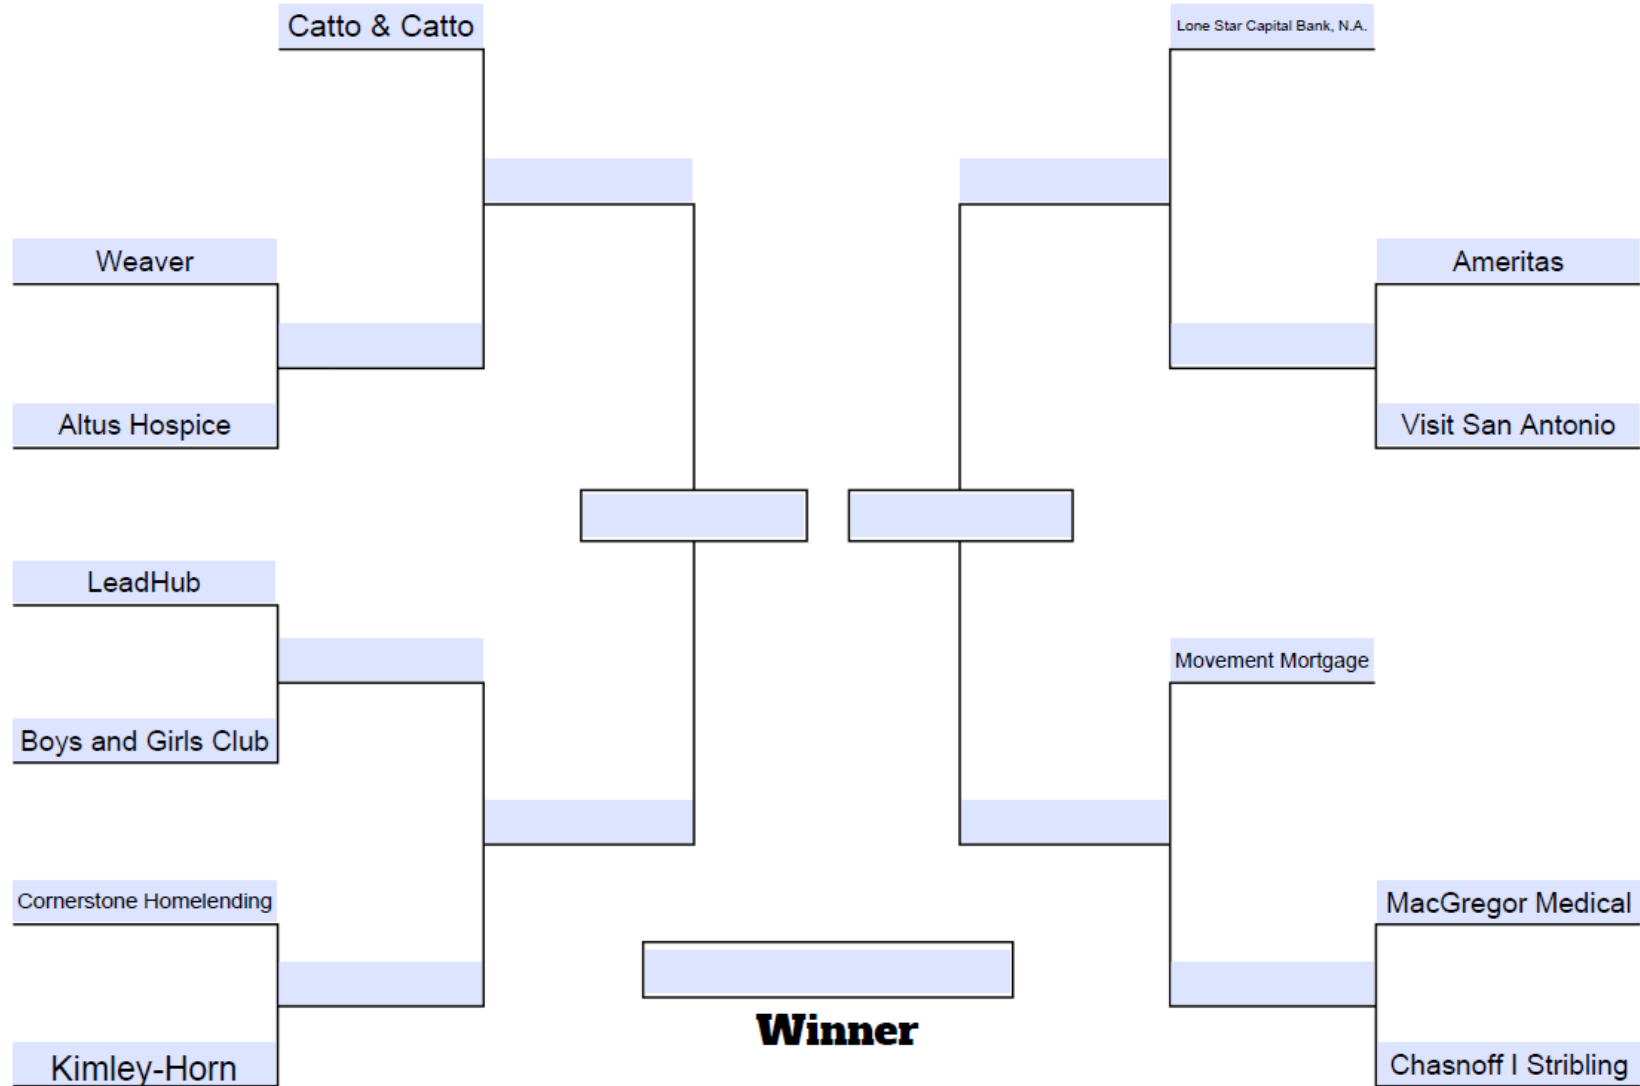 Catto & Catto
Lone Star Capital Bank, N.A.
Weaver
Ameritas
Altus Hospice
Visit San Antonio
LeadHub
Movement Mortgage
Boys and Girls Club
Cornerstone Homelending
MacGregor Medical
Winner
Kimley-Horn
Chasnoff I Stribling